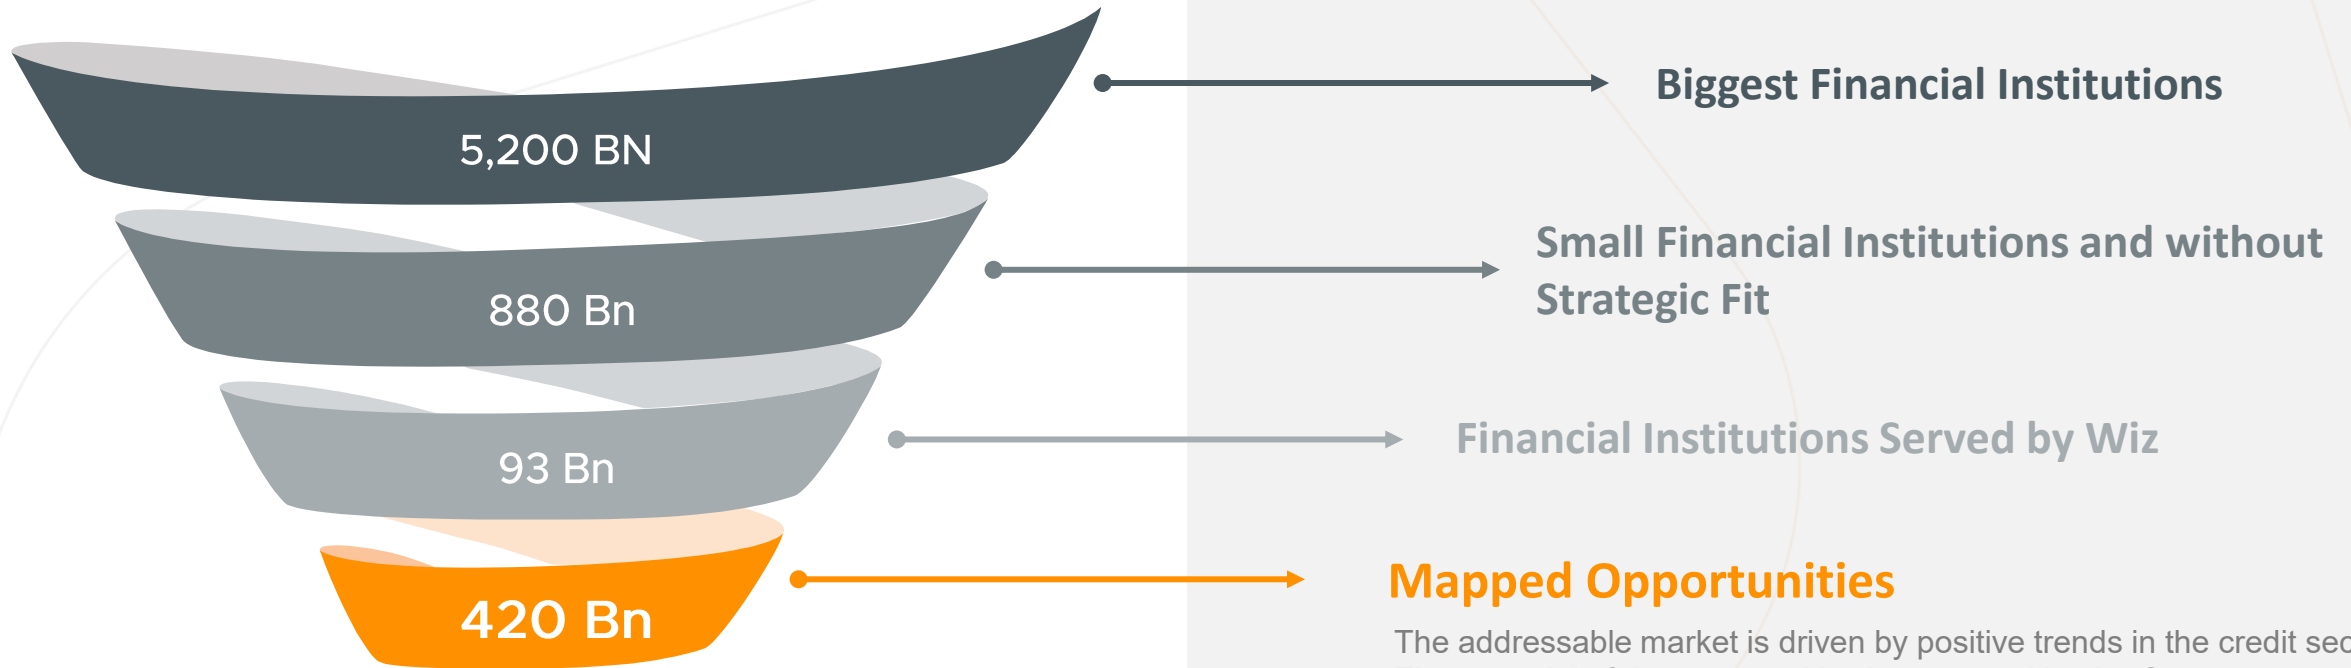 5,200 BN
Biggest Financial Institutions
880 Bn
Small Financial Institutions and without
Strategic Fit
93 Bn
Financial Institutions Served by Wiz
420 Bn
Mapped Opportunities
The addressable market is driven by positive trends in the credit